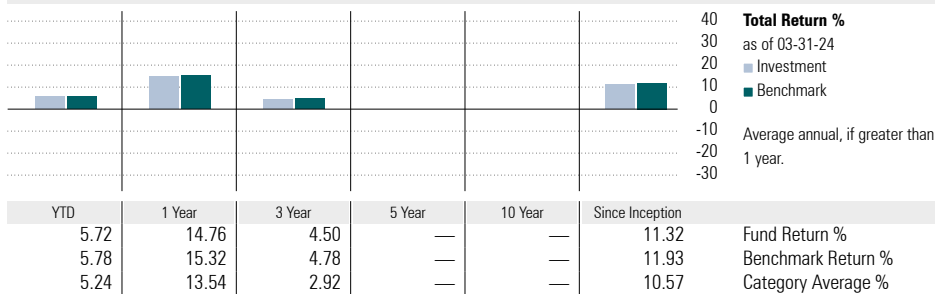 40
30
20
10
0
-10
-20
-30
Total Return %
as of 03-31-24
Investment
Benchmark
Average annual, if greater than
1 year.
YTD 1 Year 3 Year 5 Year 10 Year Since Inception
5.72 14.76 4.50 — — 11.32 Fund Return %
5.78 15.32 4.78 — — 11.93 Benchmark Return %
5.24 13.54 2.92 — — 10.57 Category Average %